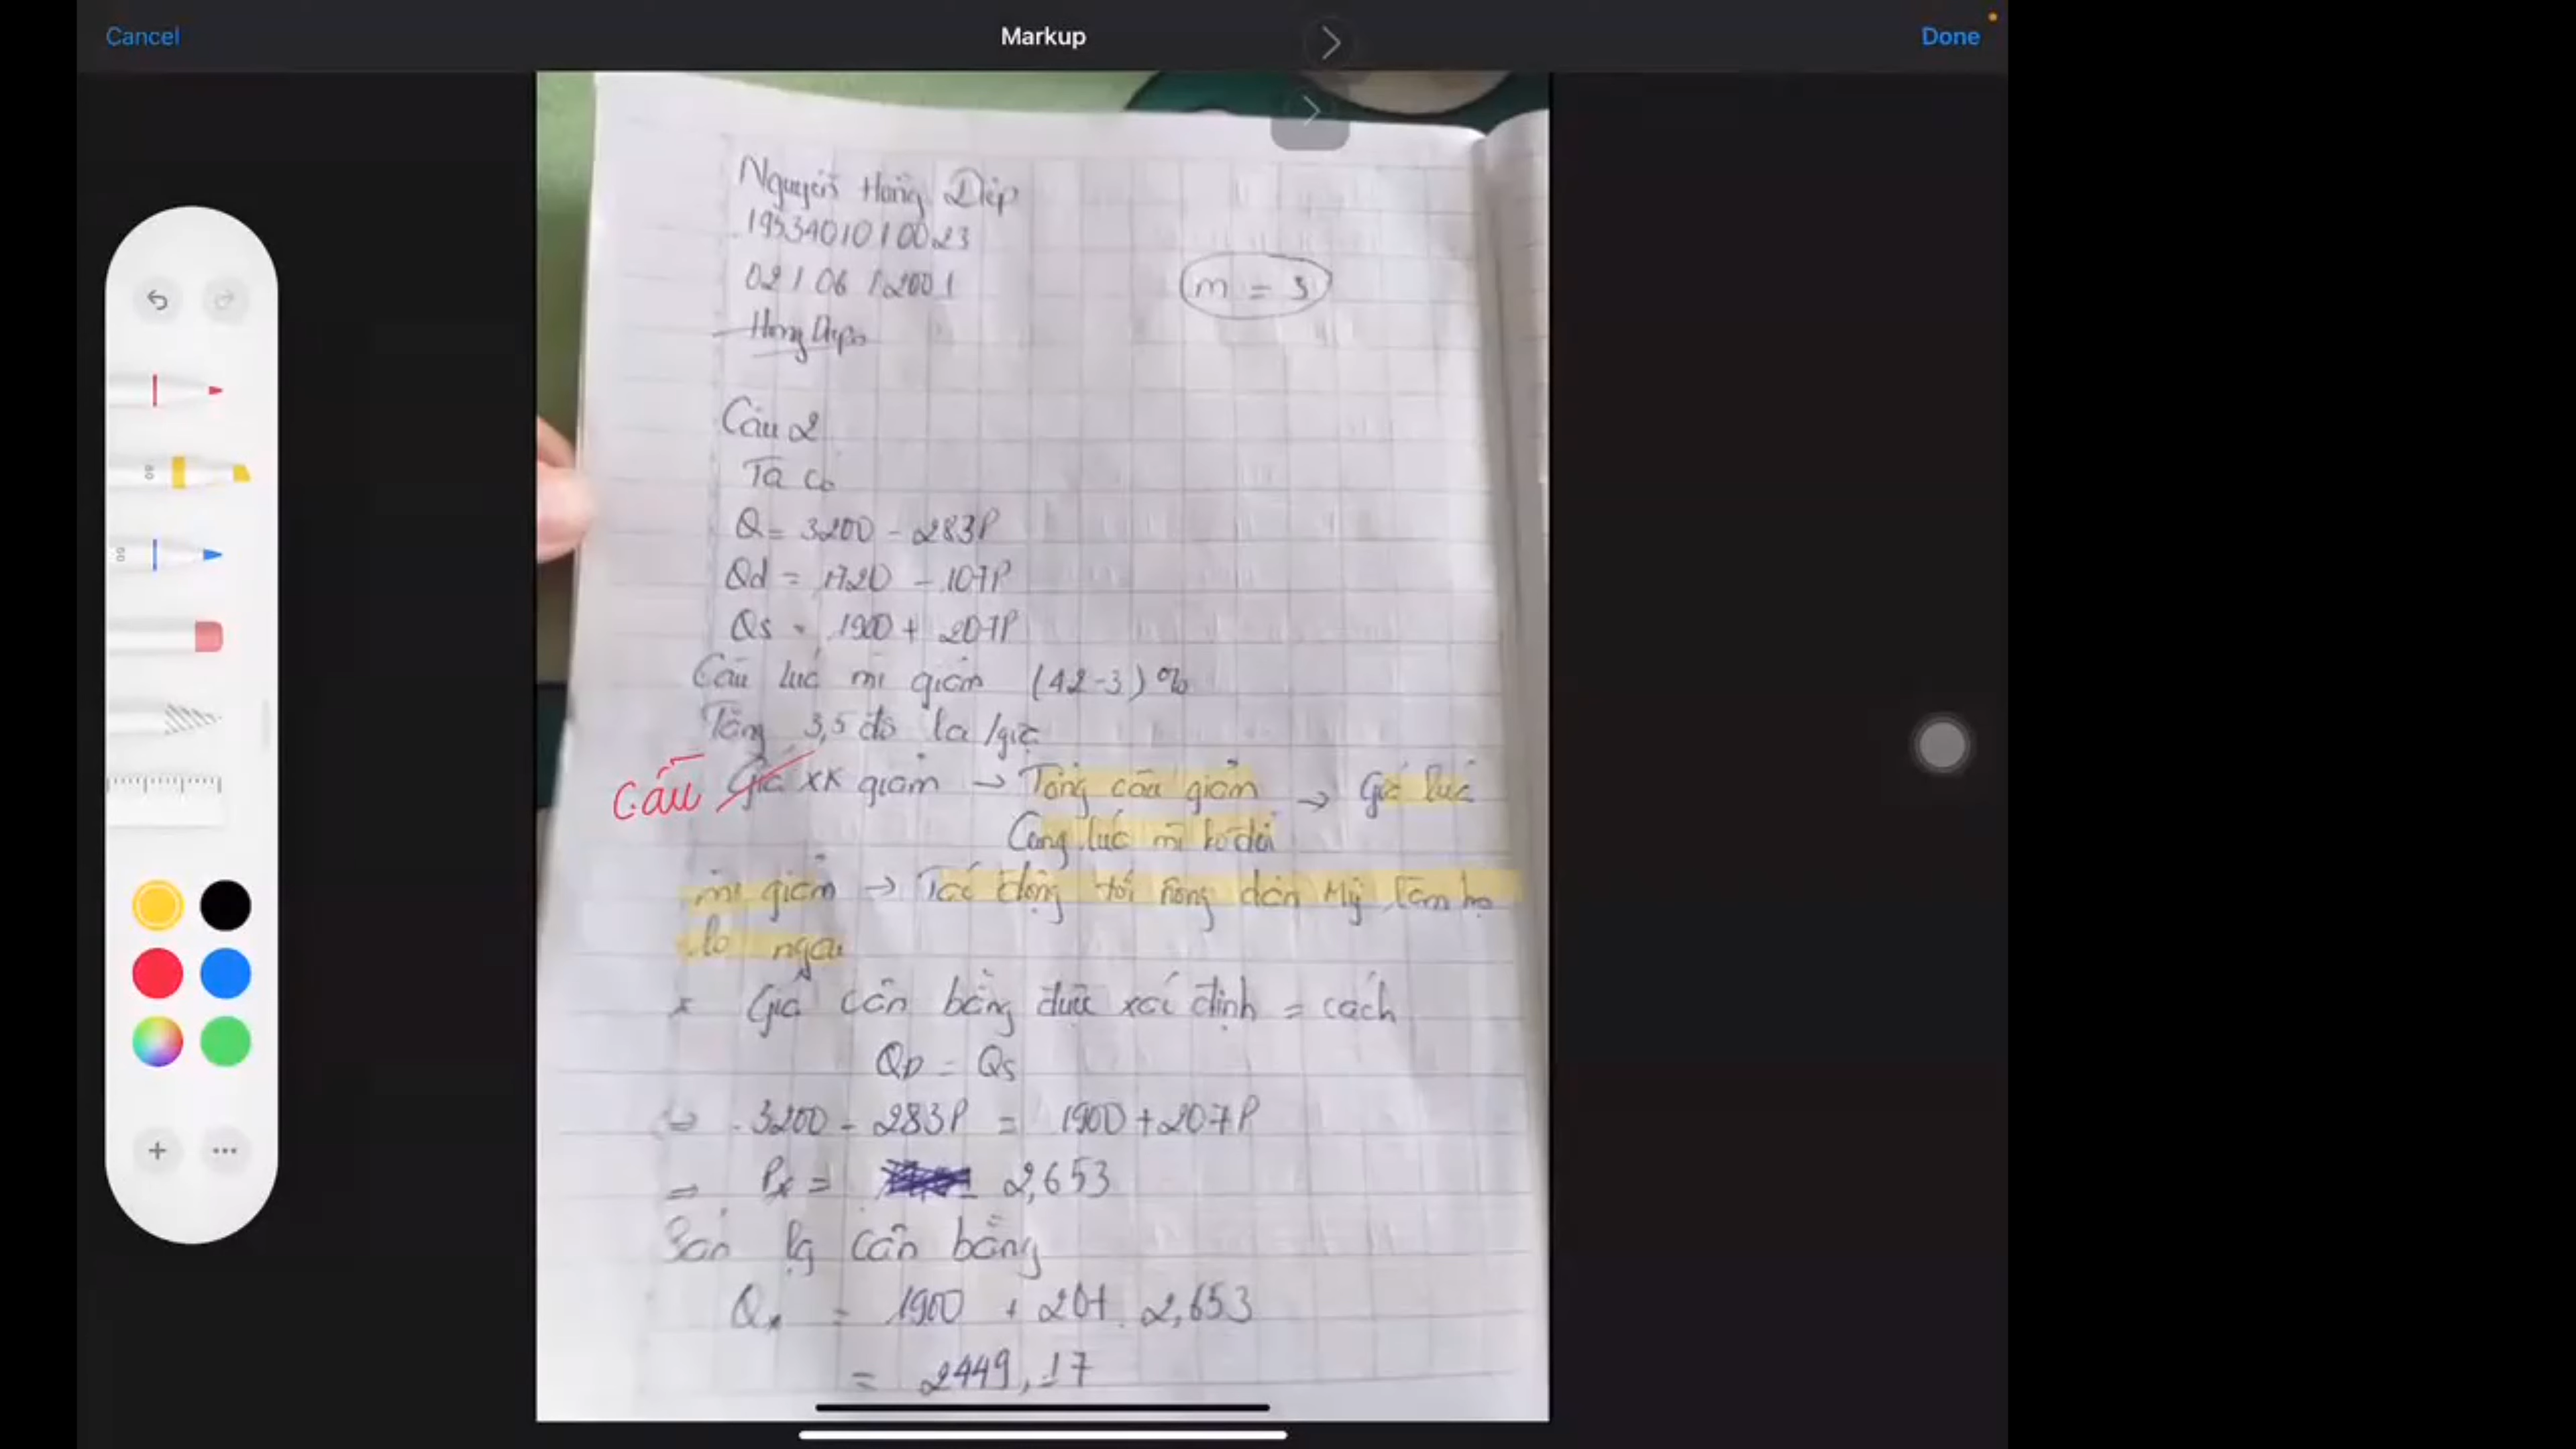 Cancel
Markup
Done
Nguyễn Hồng Diệp
1953401010023
02/06/2001
m = 3
Hồng Diệp
Câu 2
Ta có
Q = 3200 - 283P
Qd = 1720 - 107P
Qs = 1900 + 207P
Cầu lúa mì giảm (42-3)%
Tăng 3,5 đô la/giạ
Cầu Giá XK giảm → Tổng cầu giảm → Giá lúa
Cung lúa mì ko đổi
mì giảm → Tác động tới nông dân Mỹ, làm họ
lo ngại
* Giá cân bằng được xác định = cách
QD = QS
3200 - 283P = 1900 + 207P
⇒ P* = 2,653
Sản lg cân bằng
Q* = 1900 + 207. 2,653
= 2449,17